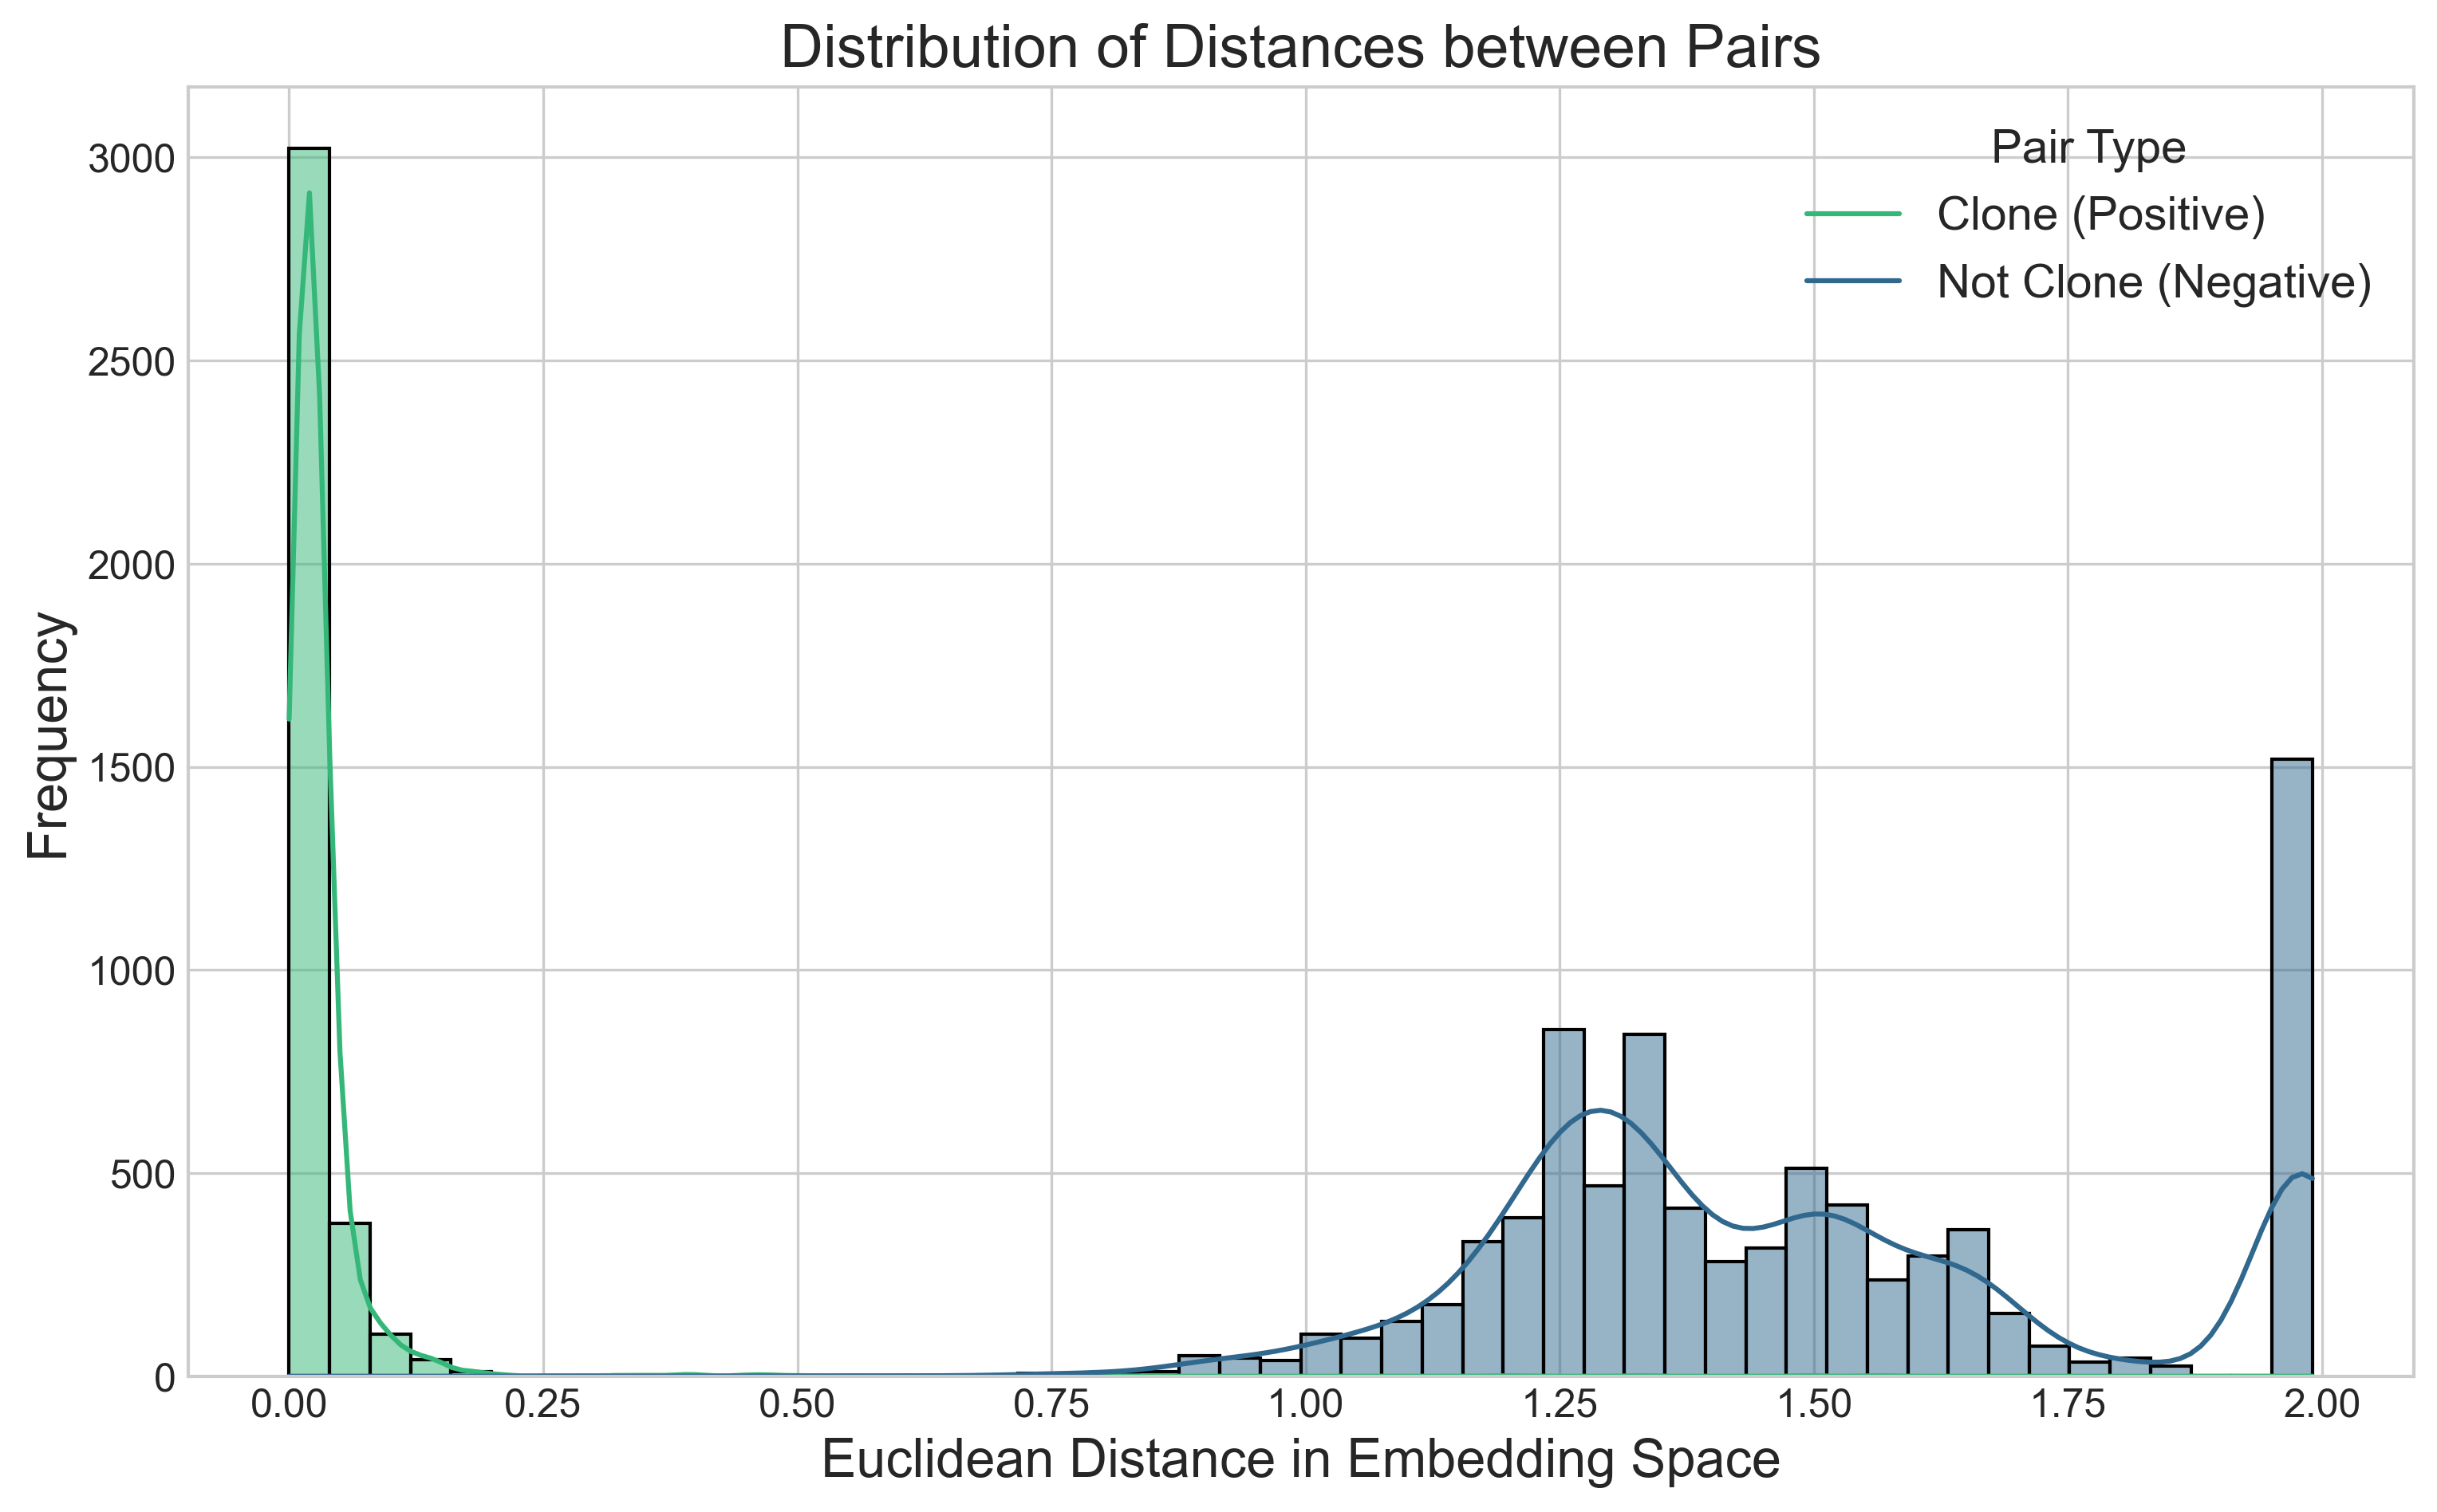 Distribution of Distances between Pairs
Pair Type
Clone (Positive)
Not Clone (Negative)
Frequency
3000
2500
2000
1500
1000
500
0
0.00 0.25 0.50 0.75 1.00 1.25 1.50 1.75 2.00
Euclidean Distance in Embedding Space